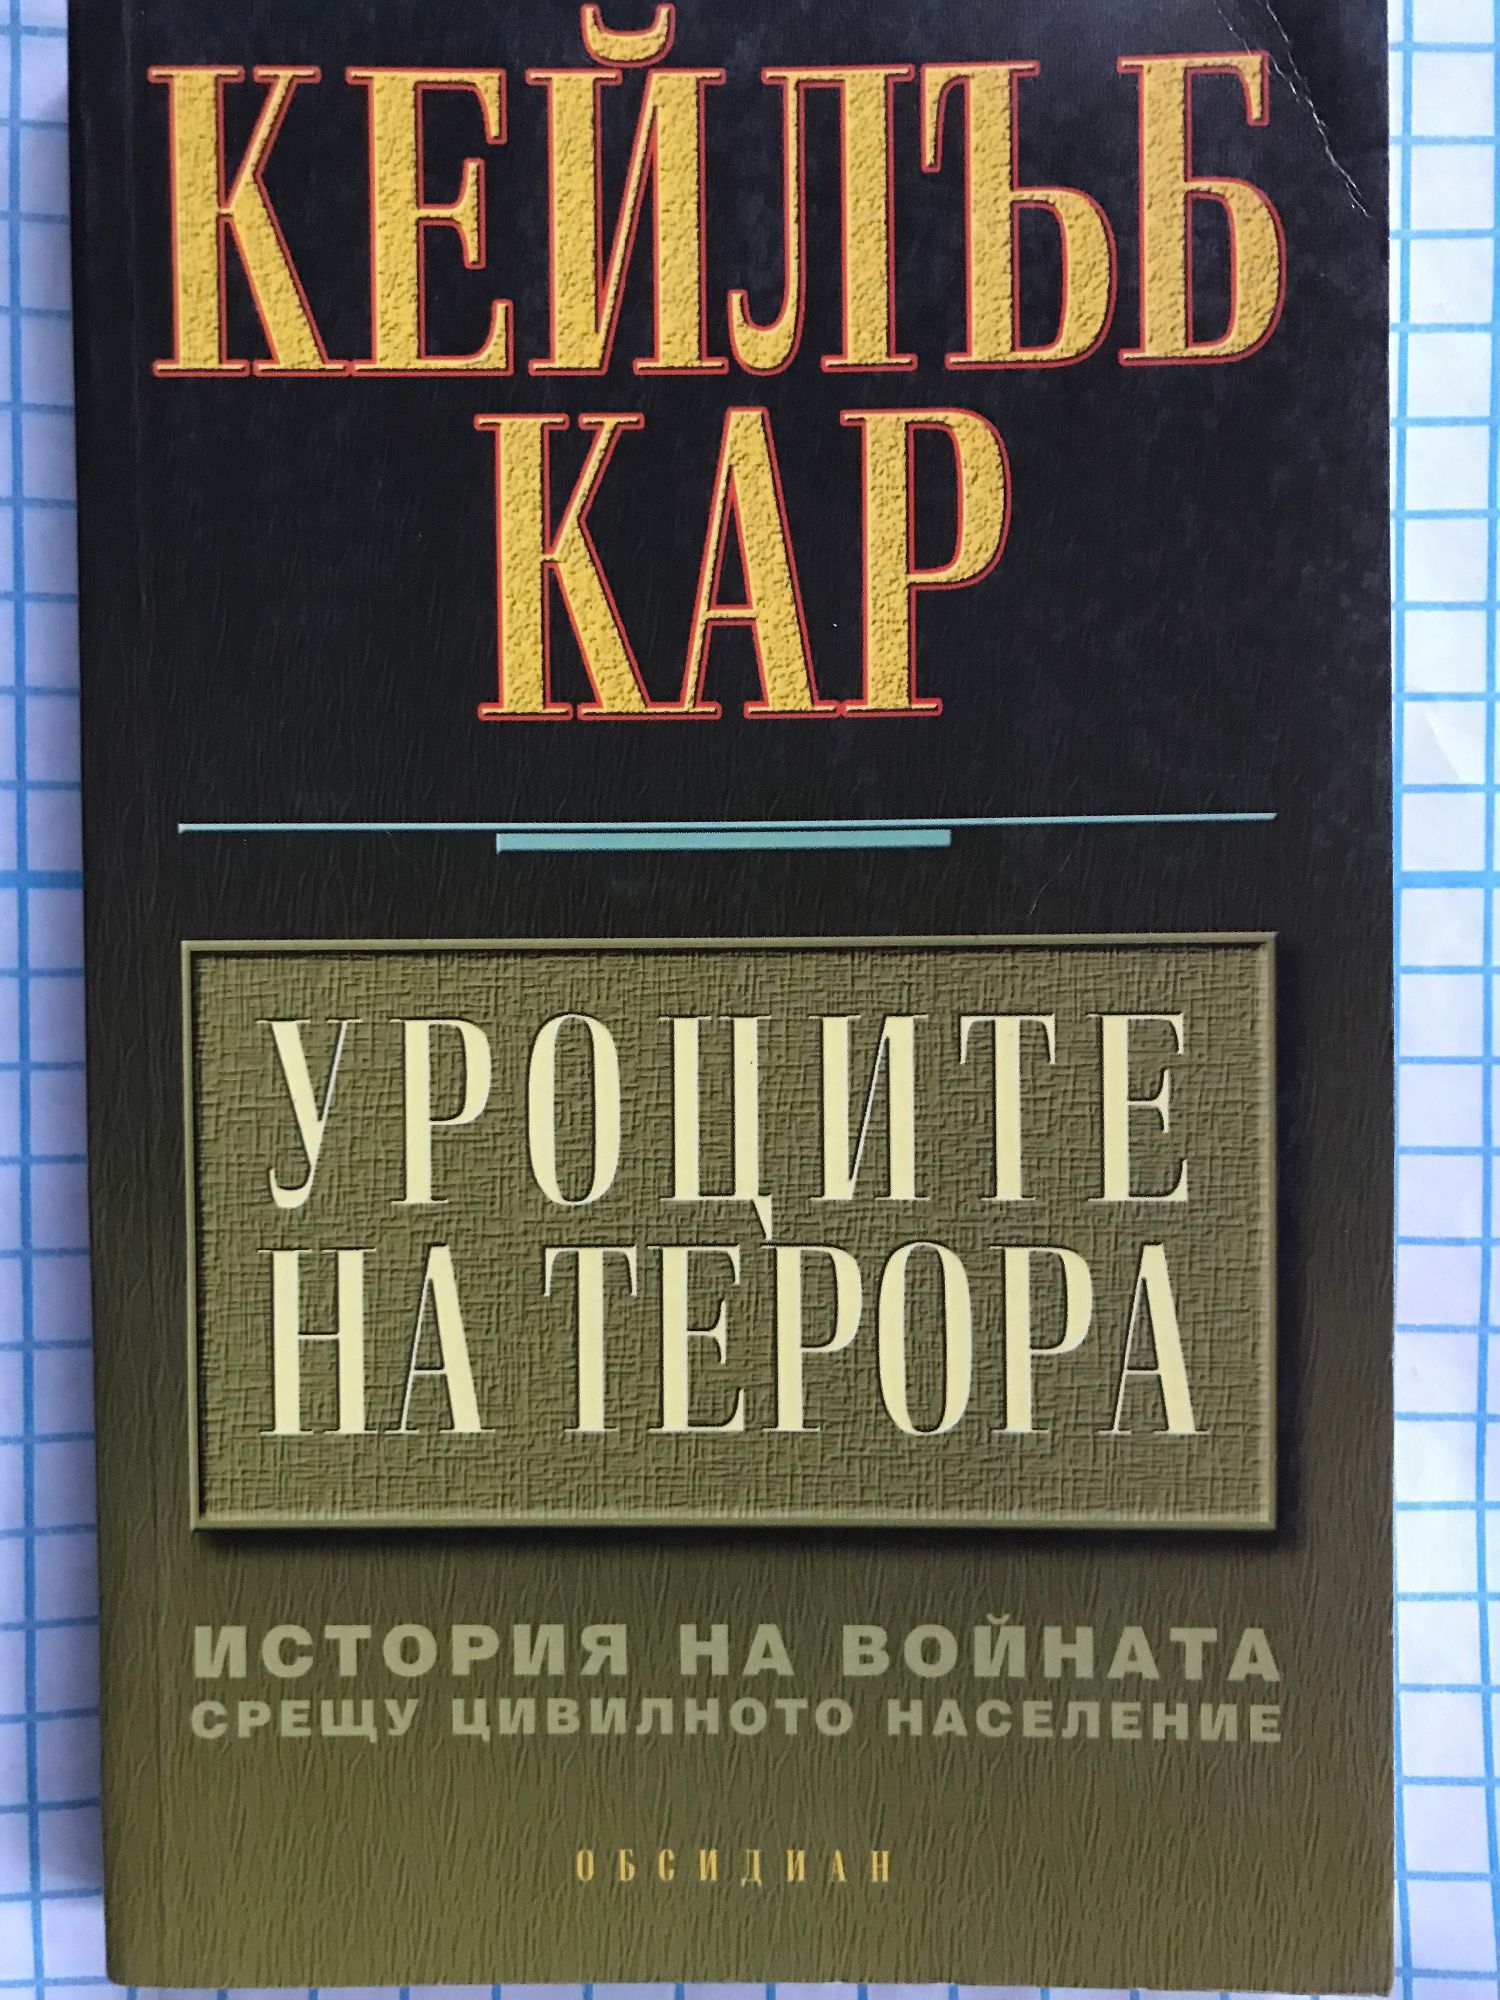 КЕЙЛЪБ
КАР
УРОЦИТЕ
НА ТЕРОРА
ИСТОРИЯ НА ВОЙНАТА
СРЕЩУ ЦИВИЛНОТО НАСЕЛЕНИЕ
ОБСИДИАН